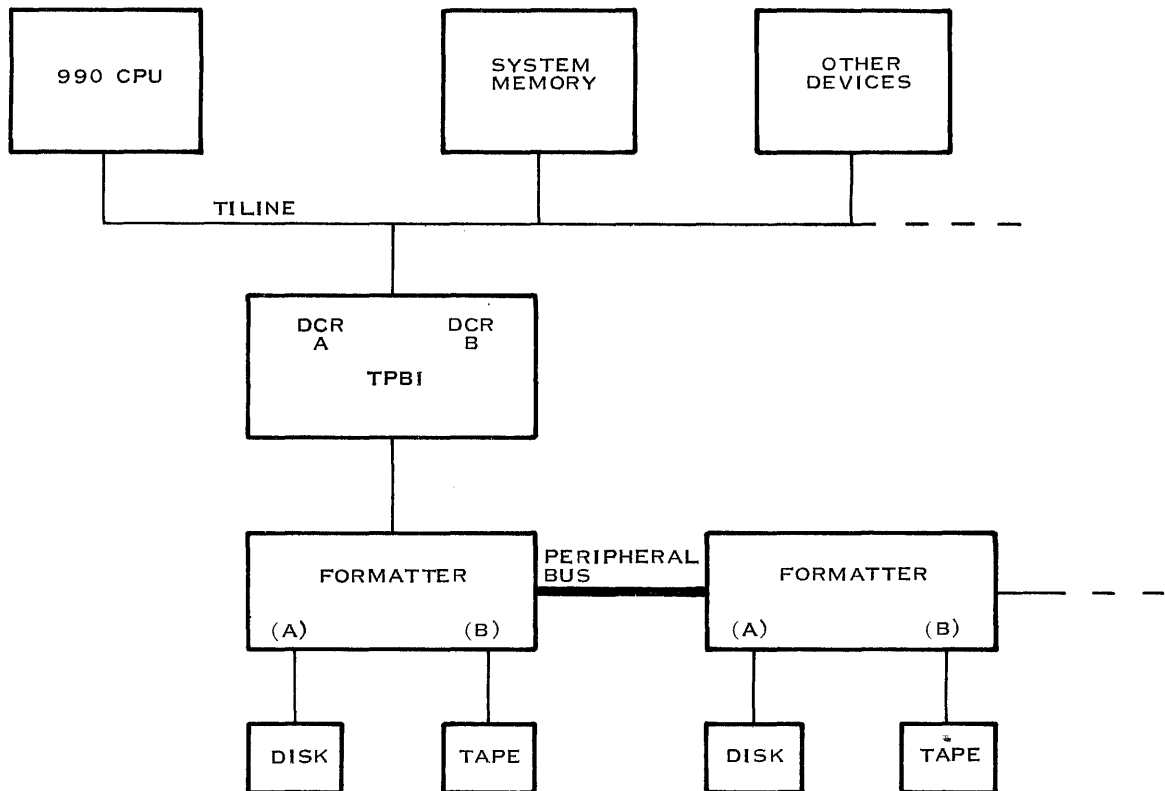 990 CPU
SYSTEM
MEMORY
OTHER
DEVICES
TILINE
DCR
A
DCR
B
TPBI
FORMATTER
(A)
(B)
PERIPHERAL
BUS
FORMATTER
(A)
(B)
DISK
TAPE
DISK
TAPE